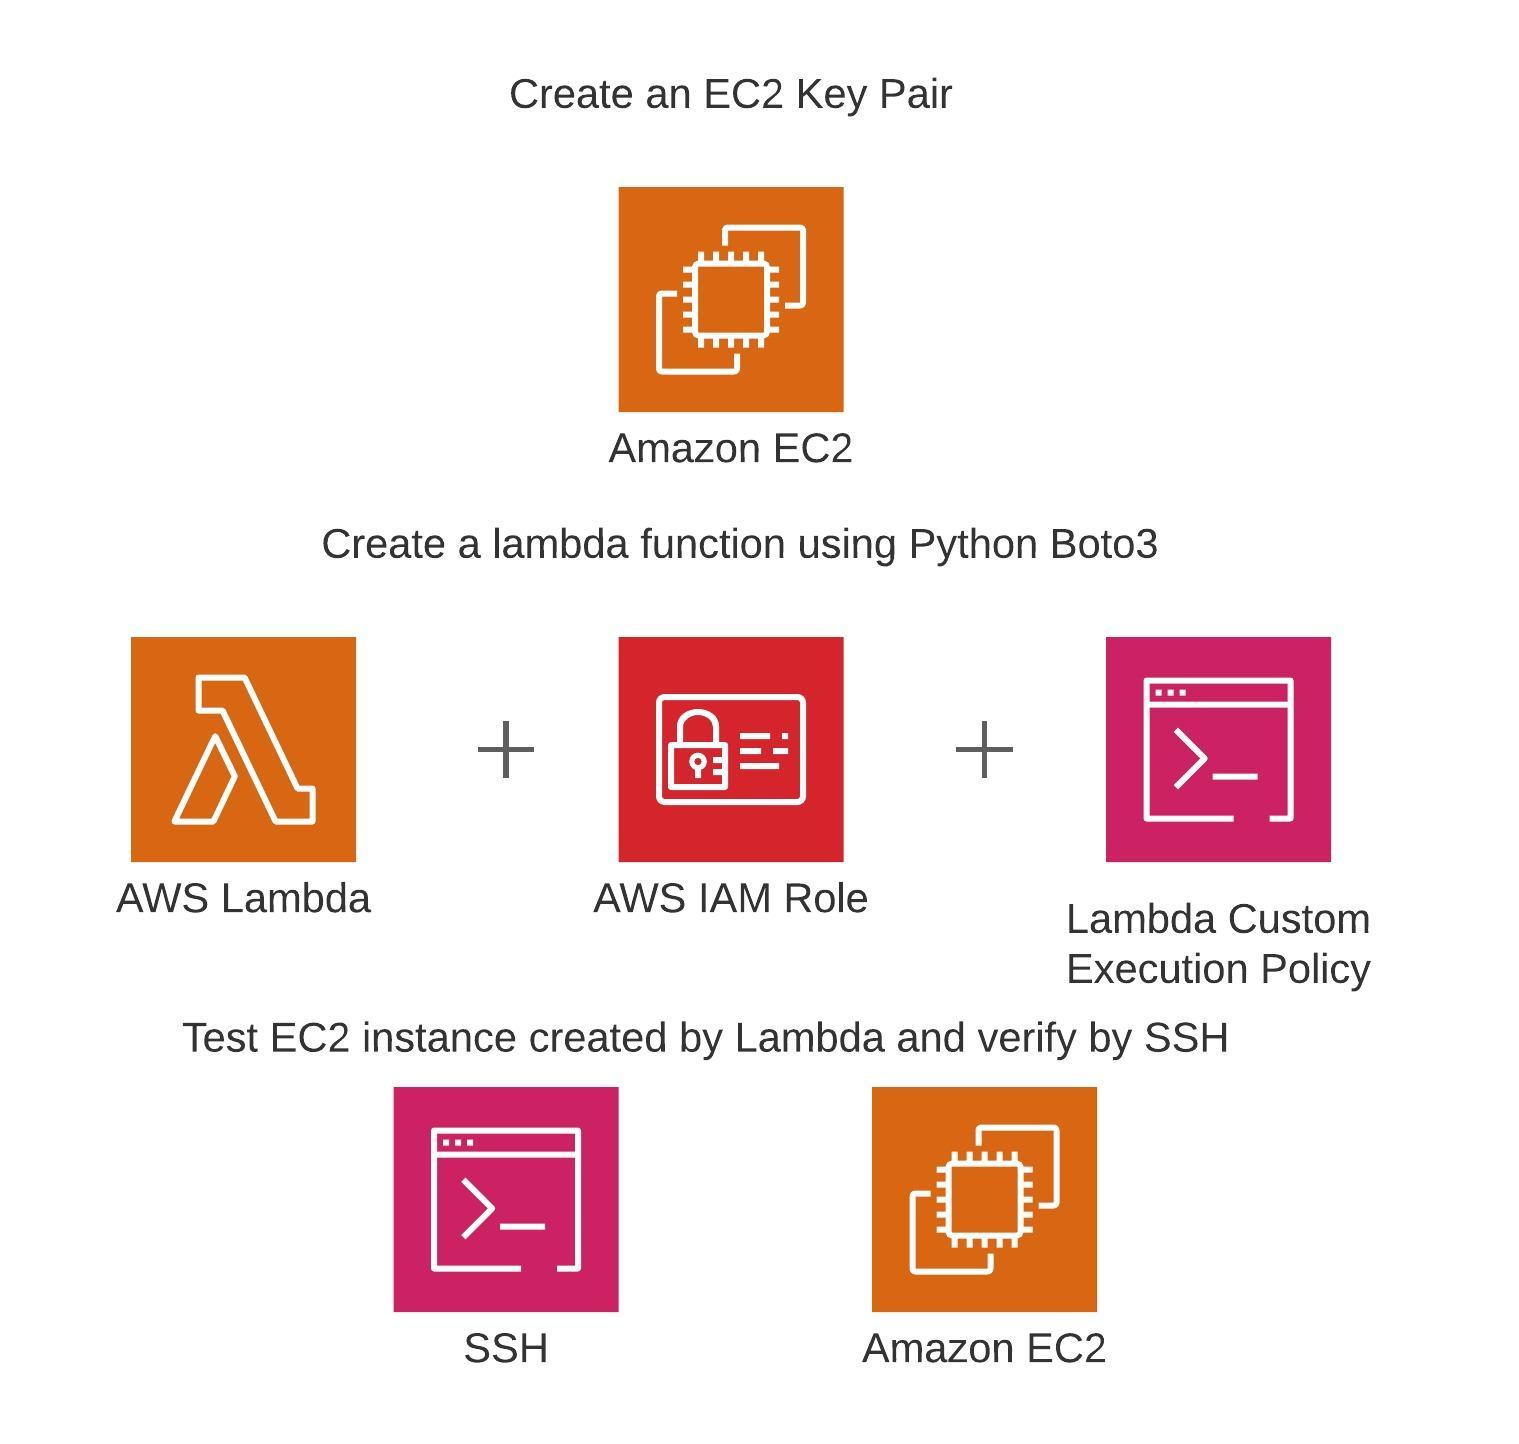 Create an EC2 Key Pair
Amazon EC2
Create a lambda function using Python Boto3
AWS Lambda
AWS IAM Role
Lambda Custom
Execution Policy
Test EC2 instance created by Lambda and verify by SSH
SSH
Amazon EC2